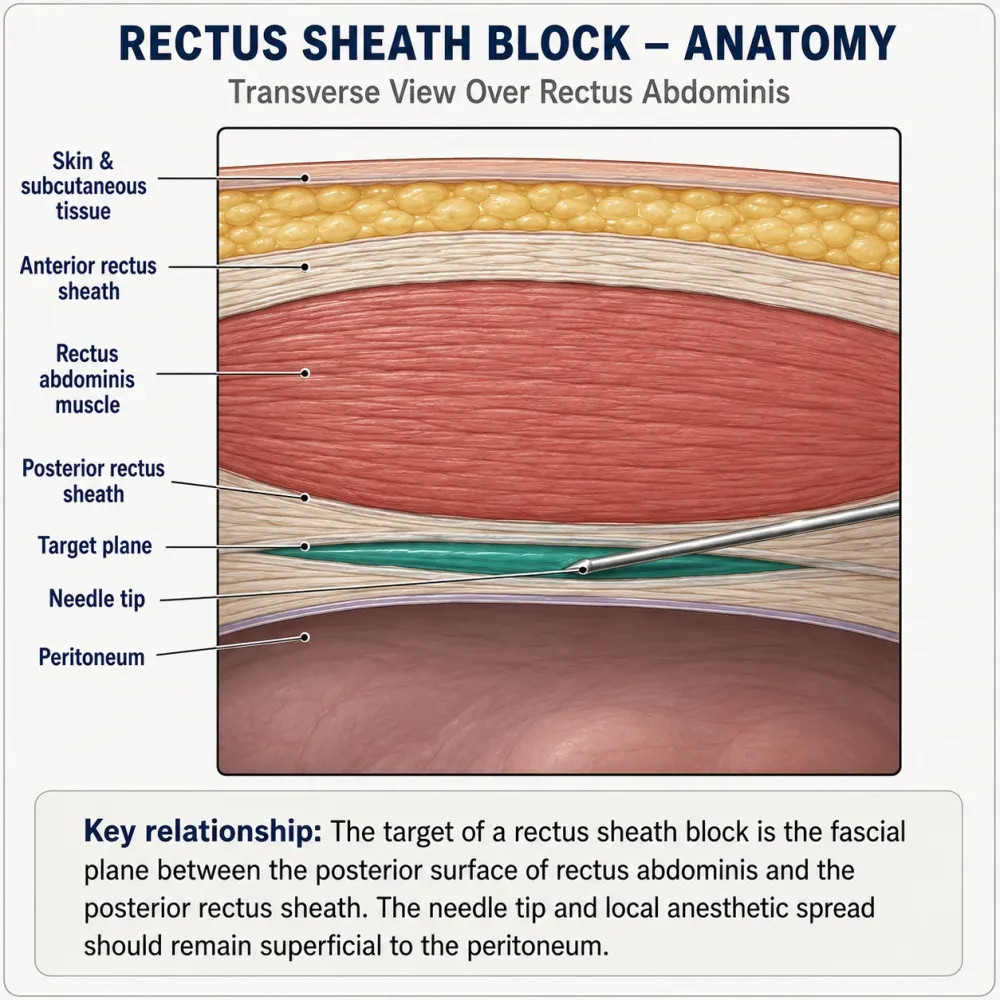 RECTUS SHEATH BLOCK – ANATOMY
Transverse View Over Rectus Abdominis
Skin &
subcutaneous
tissue
Anterior rectus
sheath
Rectus
abdominis
muscle
Posterior rectus
sheath
Target plane
Needle tip
Peritoneum
Key relationship: The target of a rectus sheath block is the fascial
plane between the posterior surface of rectus abdominis and the
posterior rectus sheath. The needle tip and local anesthetic spread
should remain superficial to the peritoneum.